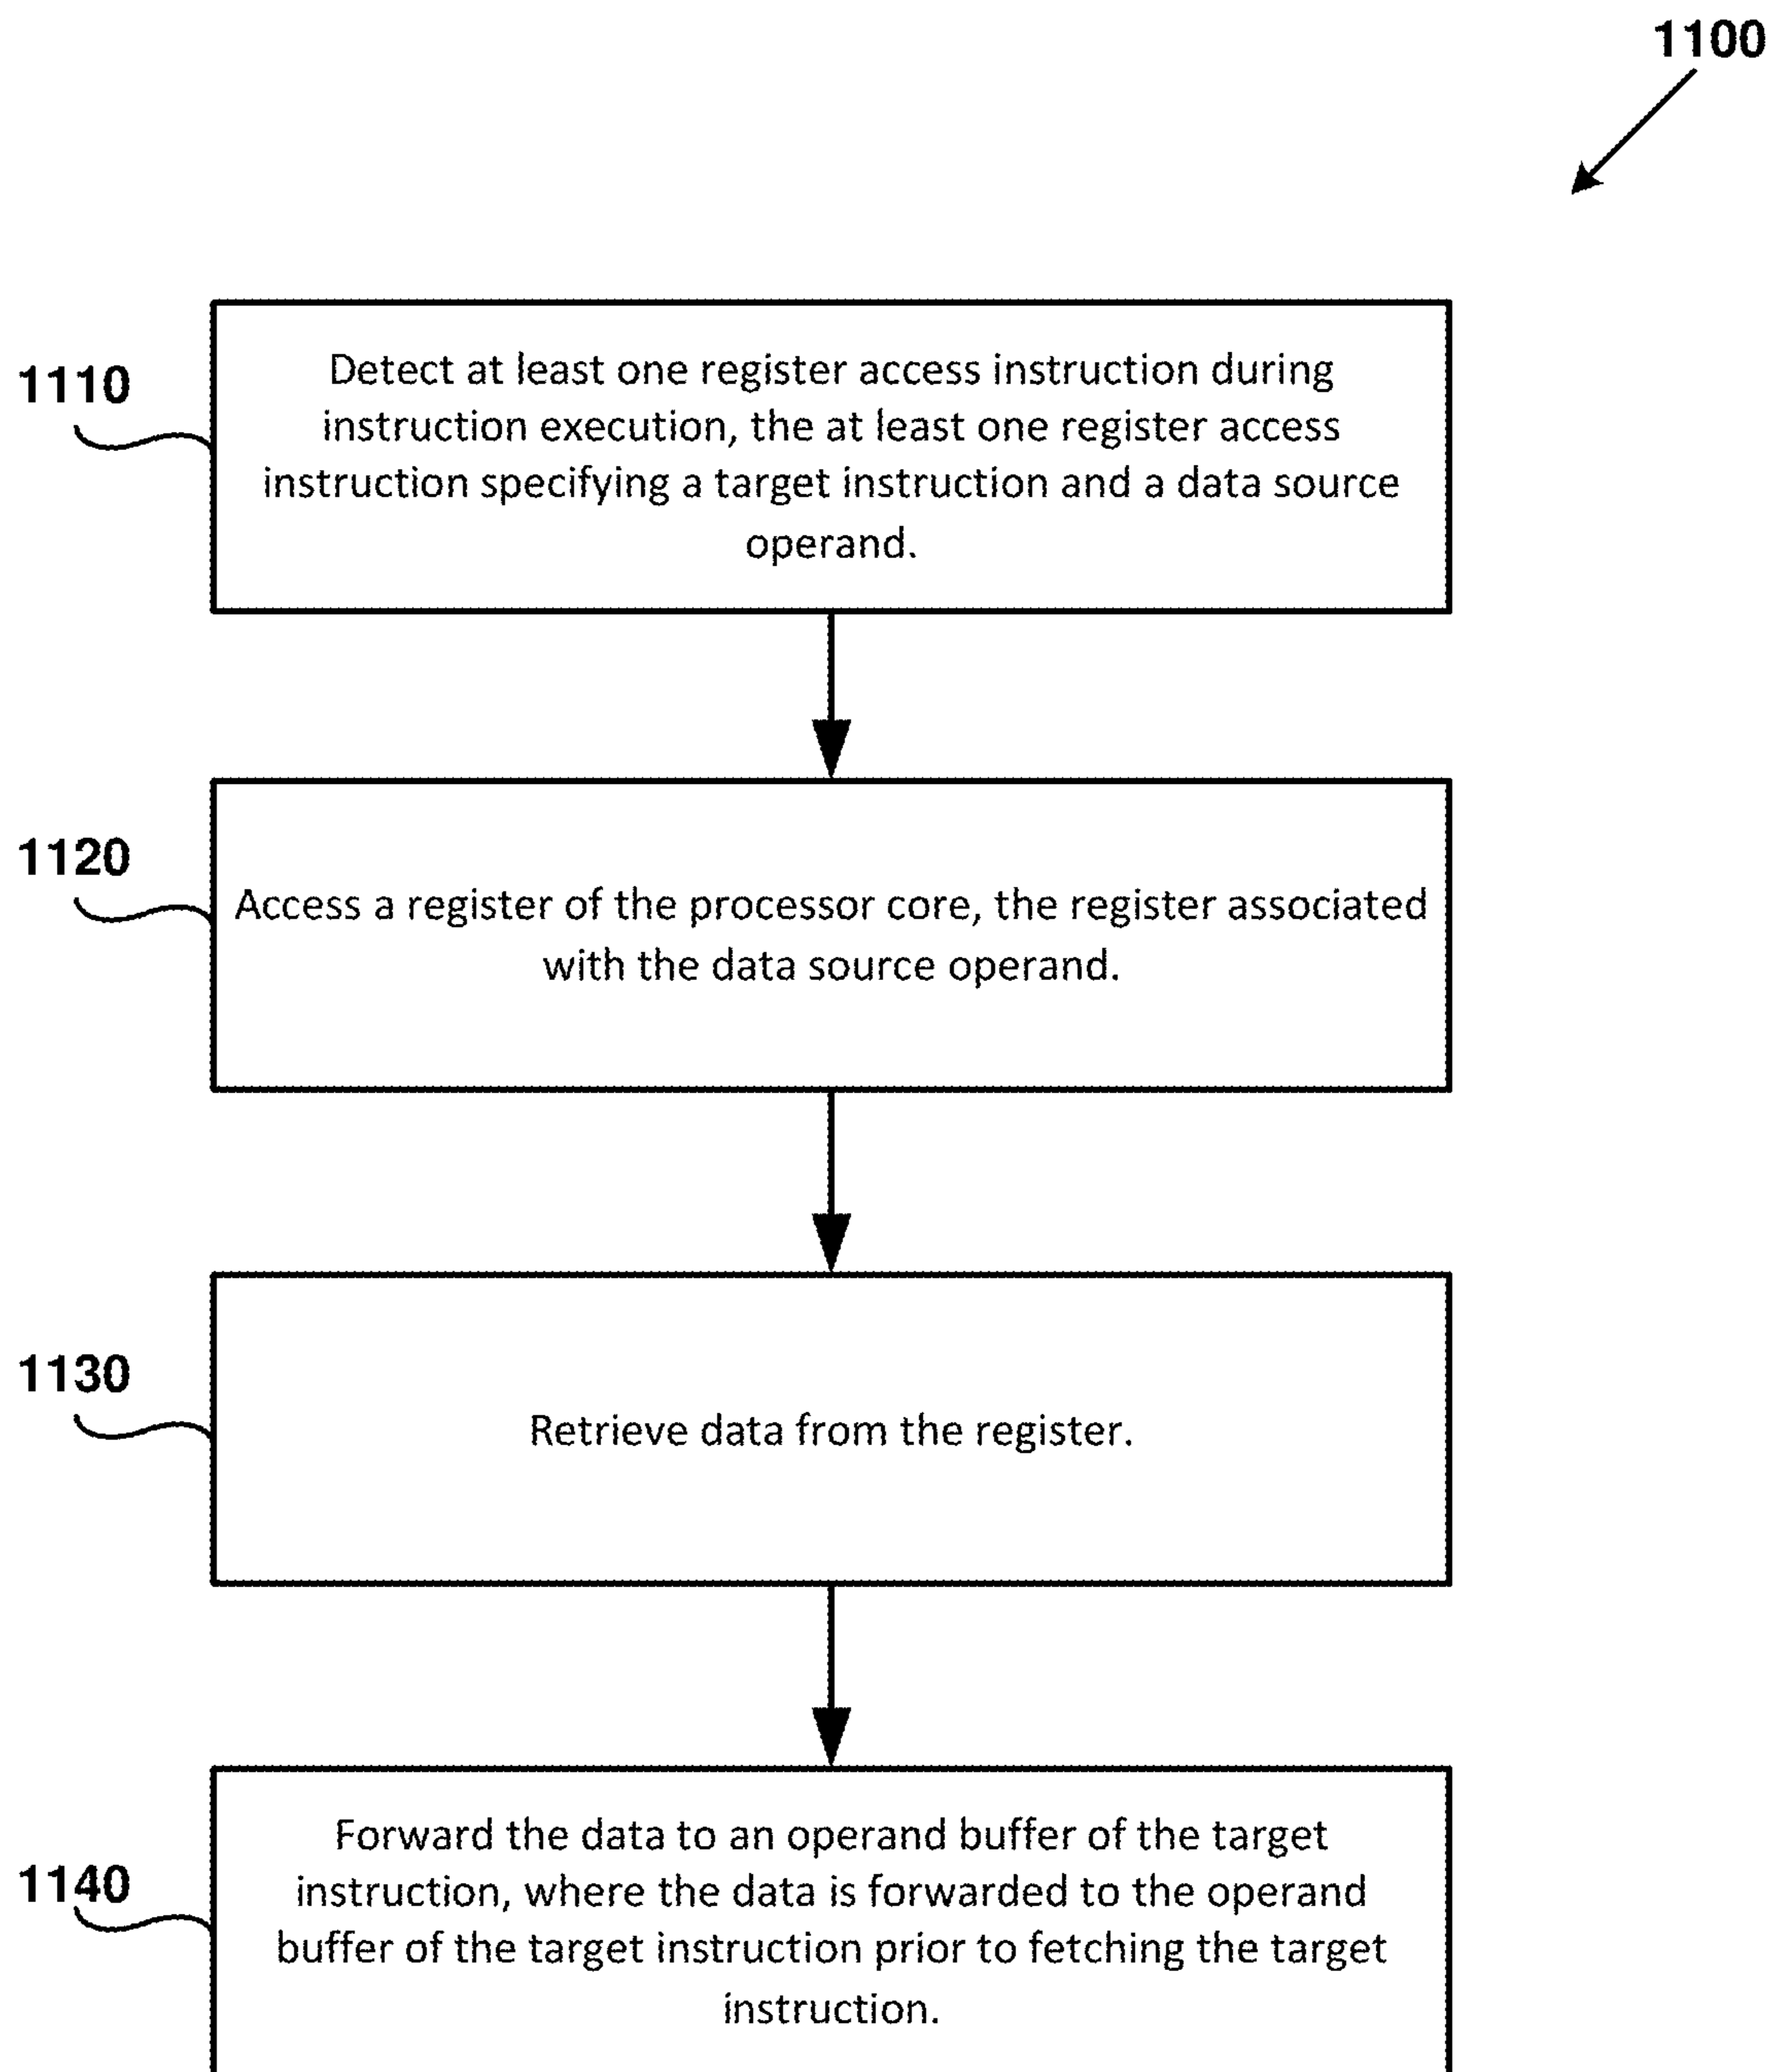 1100
1110
Detect at least one register access instruction during
instruction execution, the at least one register access
instruction specifying a target instruction and a data source
operand.
1120
Access a register of the processor core, the register associated
with the data source operand.
1130
Retrieve data from the register.
1140
Forward the data to an operand buffer of the target
instruction, where the data is forwarded to the operand
buffer of the target instruction prior to fetching the target
instruction.